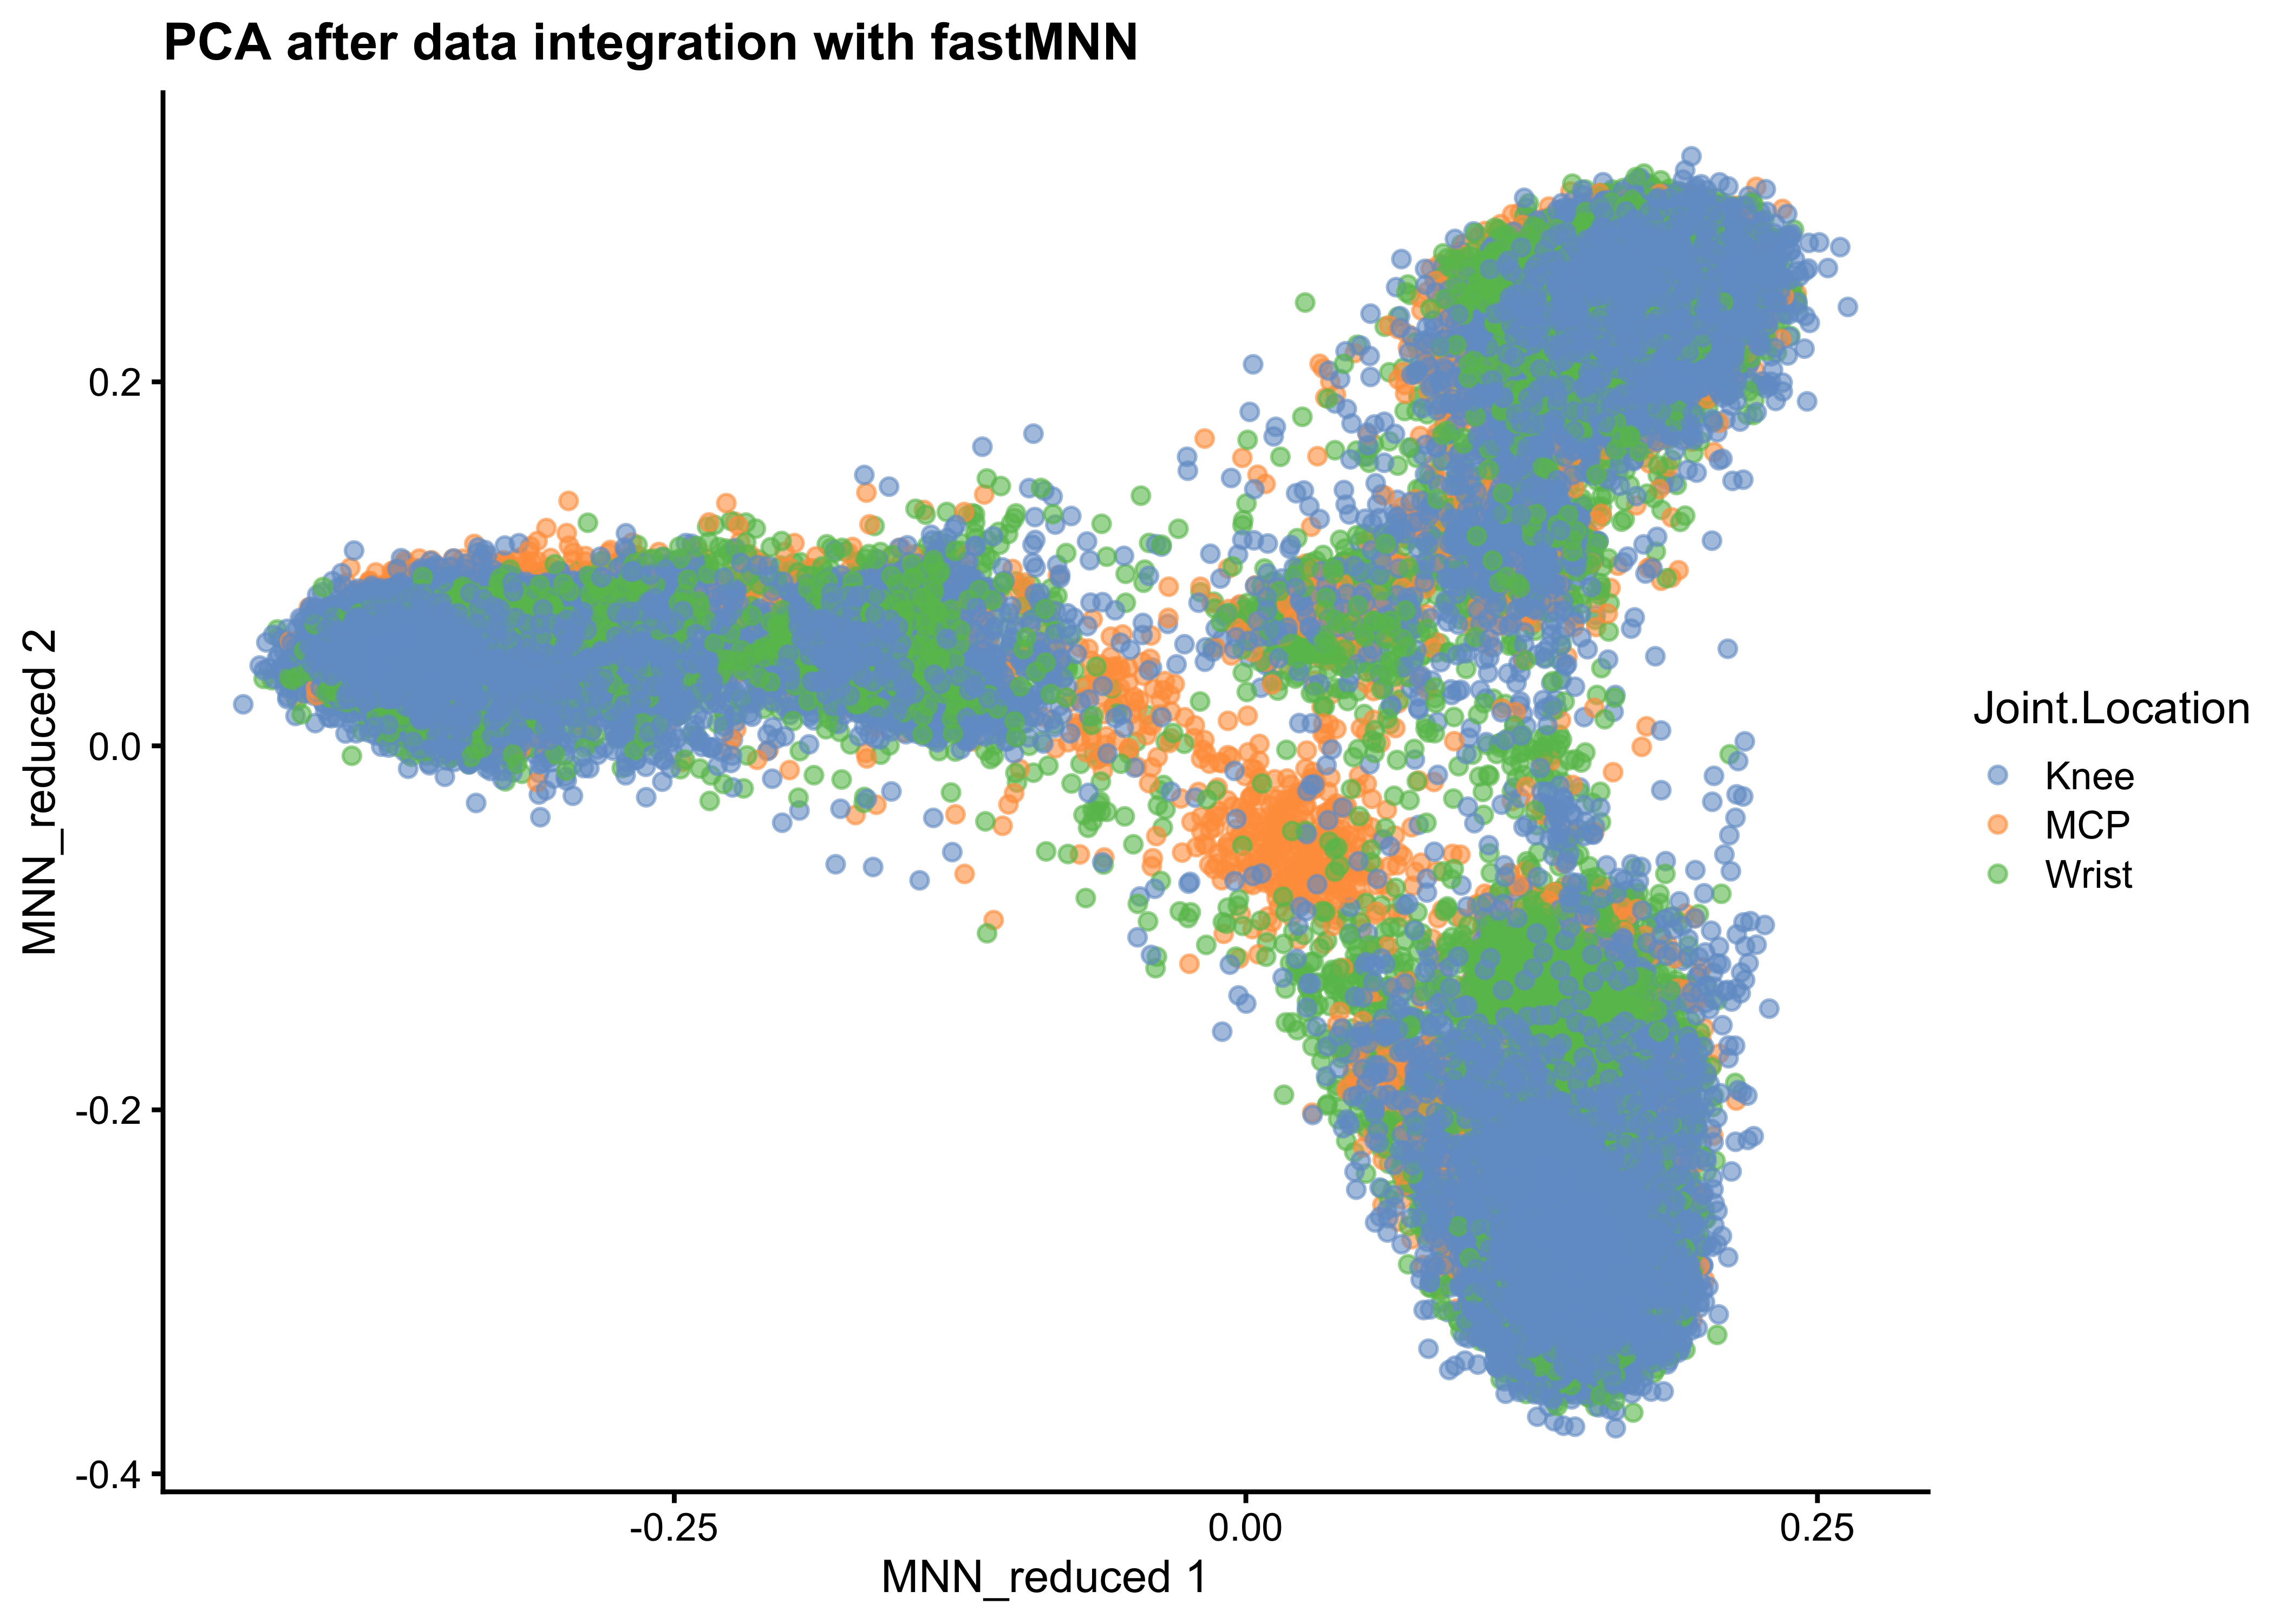 PCA after data integration with fastMNN
0.2
0.0
-0.2
-0.4
MNN_reduced 2
-0.25
0.00
0.25
MNN_reduced 1
Joint.Location
Knee
MCP
Wrist